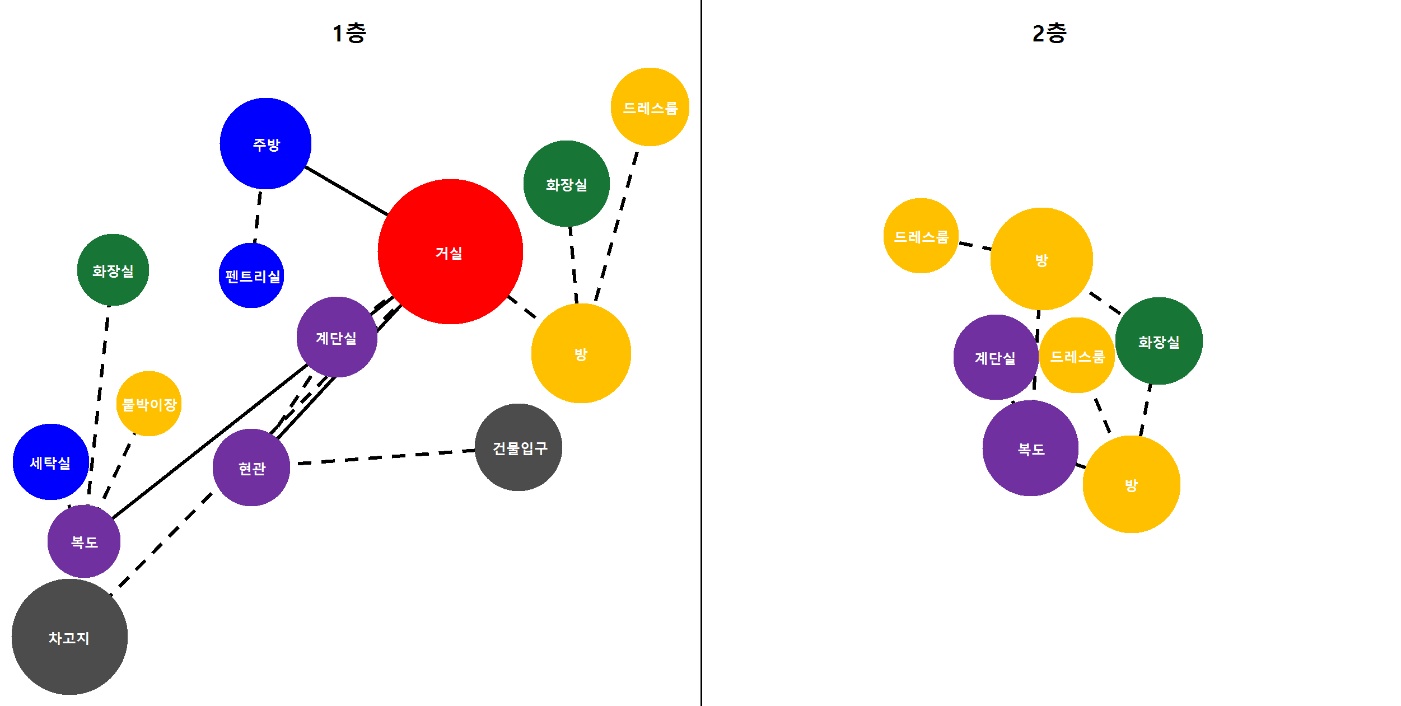 1층
드레스룸
주방
화장실
거실
화장실
펜트리실
계단실
방
붙박이장
세탁실
현관
건물입구
복도
차고지
2층
드레스룸
방
계단실
드레스룸
화장실
복도
방